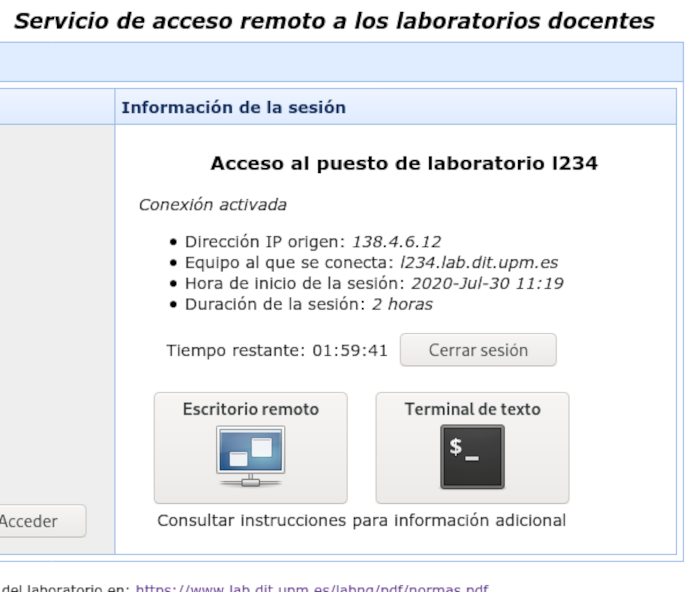 Servicio de acceso remoto a los laboratorios docentes
Información de la sesión
Acceso al puesto de laboratorio l234
Conexión activada
• Dirección IP origen: 138.4.6.12
• Equipo al que se conecta: l234.lab.dit.upm.es
• Hora de inicio de la sesión: 2020-Jul-30 11:19
• Duración de la sesión: 2 horas
Tiempo restante: 01:59:41 Cerrar sesión
Escritorio remoto Terminal de texto
$_
Acceder
Consultar instrucciones para información adicional
del laboratorio en: https://www.lab.dit.upm.es/labng/pdf/normas.pdf